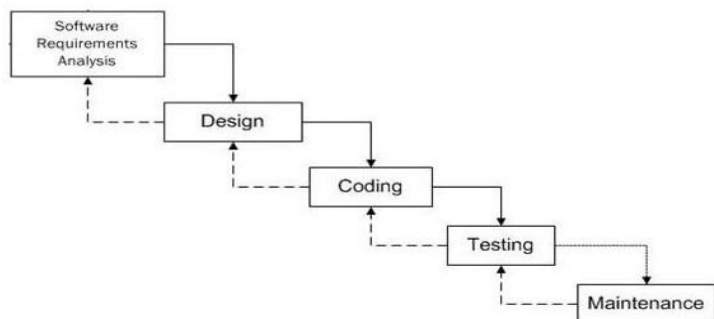 Software
Requirements
Analysis
Design
Coding
Testing
Maintenance